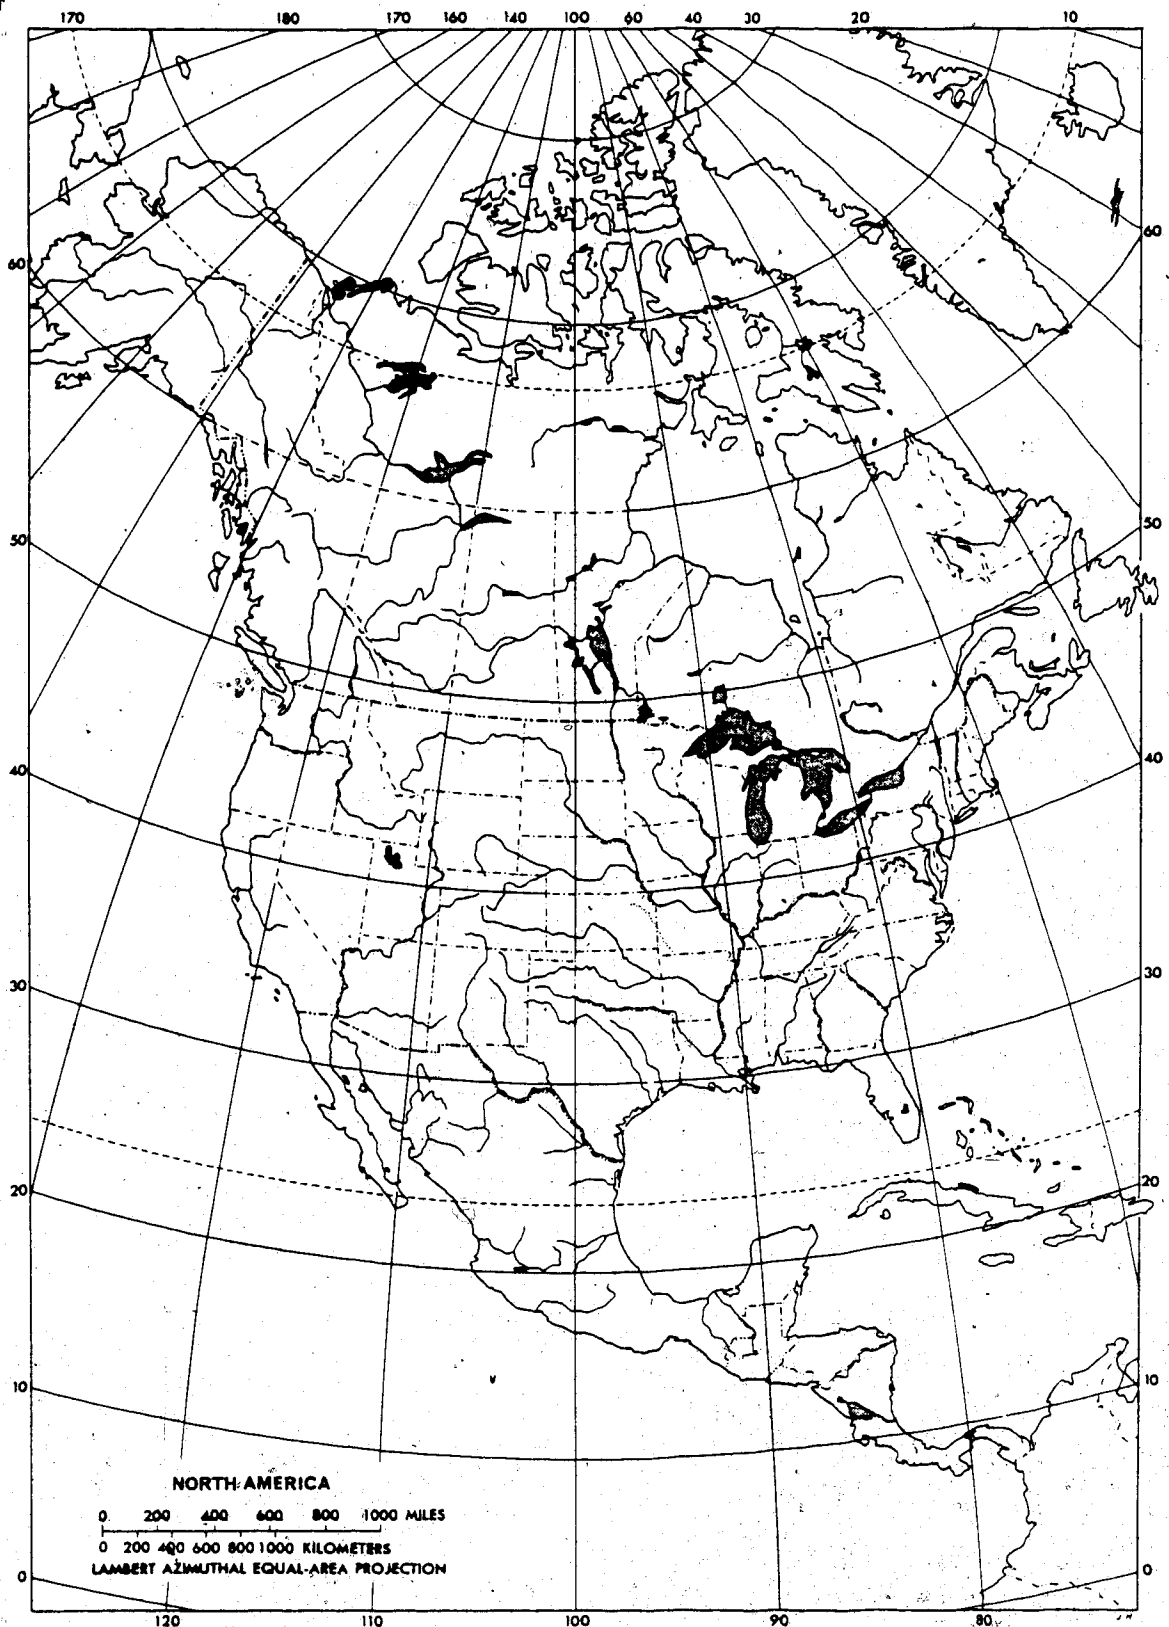 170 180 170 160 140 100 60 40 30 20 10
60 60
50 50
40 40
30 30
20 20
10 10
NORTH AMERICA
0 200 400 600 800 1000 MILES
0 200 400 600 800 1000 KILOMETERS
LAMBERT AZIMUTHAL EQUAL-AREA PROJECTION
0 0
120 110 100 90 80